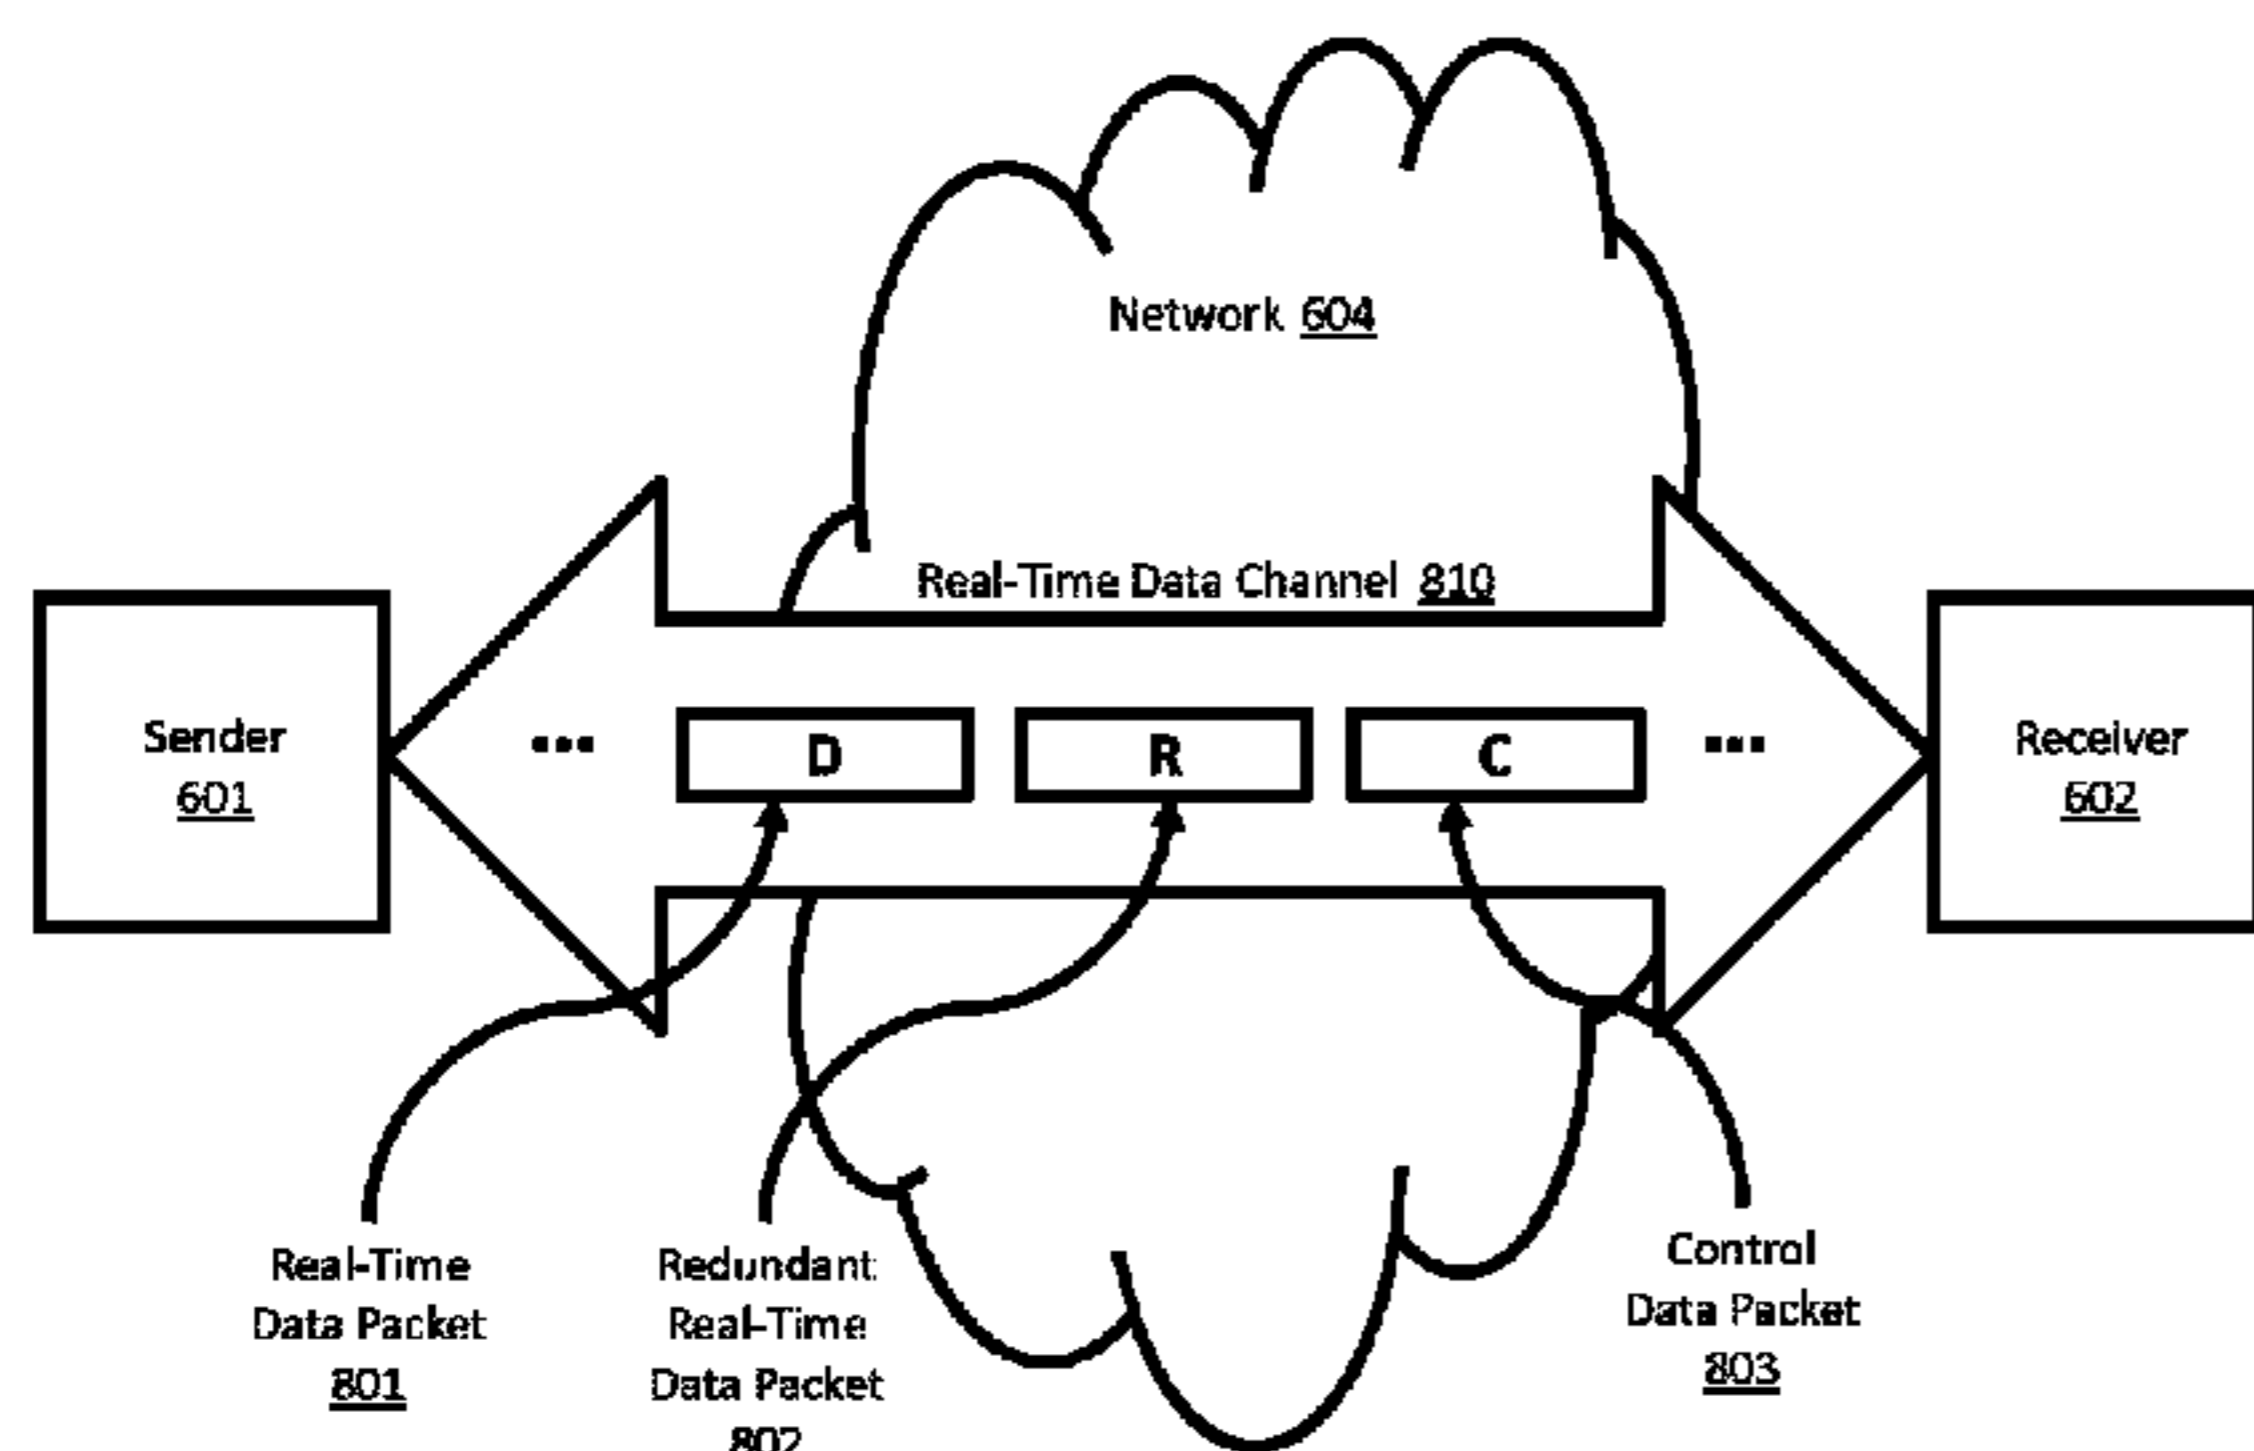 Network 604
Real-Time Data Channel 810
Sender
601
... D R C ...
Receiver
602
Real-Time
Data Packet
801
Redundant
Real-Time
Data Packet
802
Control
Data Packet
803